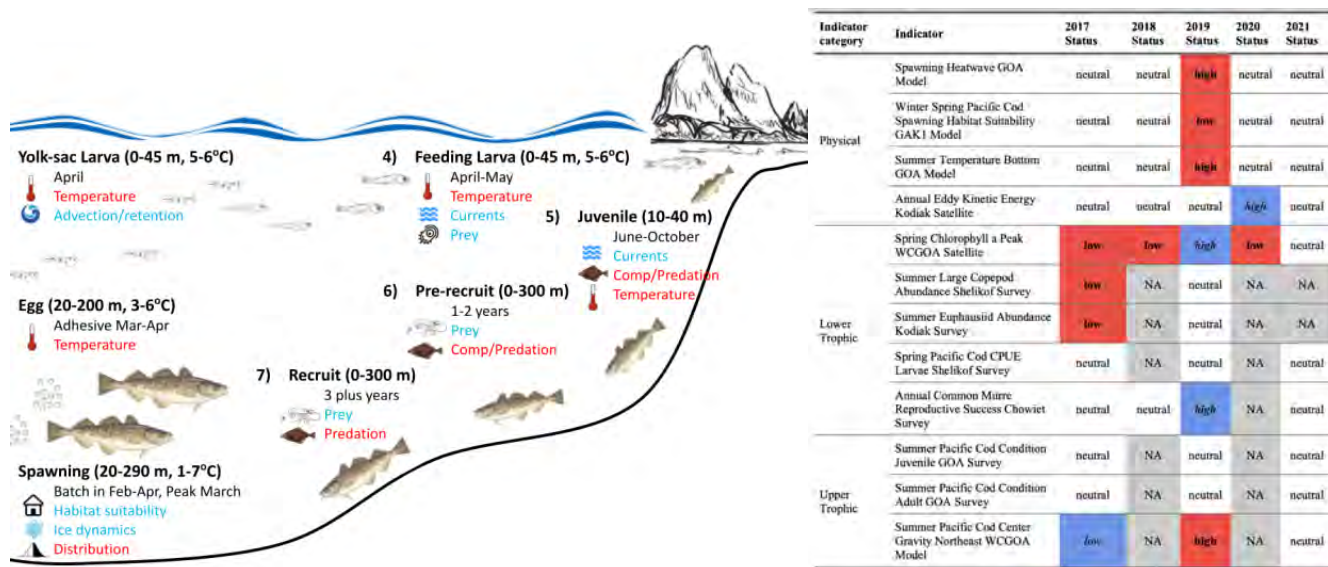 Yolk-sac Larva (0-45 m, 5-6°C)
April
Temperature
Advection/retention
Egg (20-200 m, 3-6°C)
Adhesive Mar-Apr
Temperature
Spawning (20-290 m, 1-7°C)
Batch in Feb-Apr, Peak March
Habitat suitability
Ice dynamics
Distribution
4) Feeding Larva (0-45 m, 5-6°C)
April-May
Temperature
Currents
Prey
5) Juvenile (10-40 m)
June-October
Currents
Comp/Predation
Temperature
6) Pre-recruit (0-300 m)
1-2 years
Prey
Comp/Predation
7) Recruit (0-300 m)
3 plus years
Prey
Predation
Indicator category Indicator 2017 Status 2018 Status 2019 Status 2020 Status 2021 Status
Physical
Spawning Heatwave GOA Model neutral neutral high neutral neutral
Winter Spring Pacific Cod Spawning Habitat Suitability GAK1 Model neutral neutral low neutral neutral
Summer Temperature Bottom GOA Model neutral neutral high neutral neutral
Annual Eddy Kinetic Energy Kodiak Satellite neutral neutral neutral high neutral
Lower Trophic
Spring Chlorophyll a Peak WCGOA Satellite low low high low neutral
Summer Large Copepod Abundance Shelikof Survey low NA neutral NA NA
Summer Euphausiid Abundance Kodiak Survey low NA neutral NA NA
Spring Pacific Cod CPUE Larvae Shelikof Survey neutral NA neutral NA neutral
Annual Common Murre Reproductive Success Chowiet Survey neutral neutral high NA neutral
Upper Trophic
Summer Pacific Cod Condition Juvenile GOA Survey neutral NA neutral NA neutral
Summer Pacific Cod Condition Adult GOA Survey neutral NA neutral NA neutral
Summer Pacific Cod Center Gravity Northeast WCGOA Model low NA high NA neutral